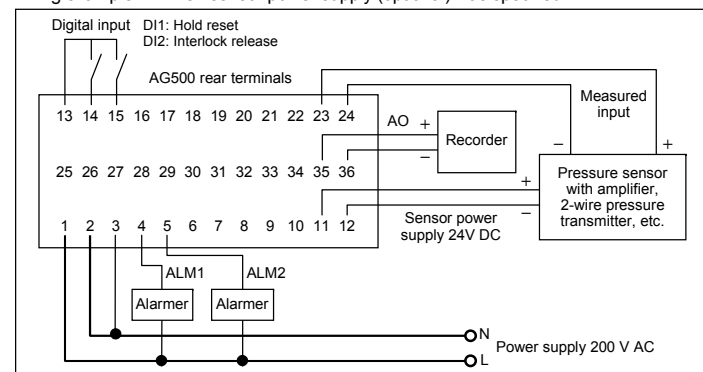 Digital input DI1: Hold reset
DI2: Interlock release
AG500 rear terminals
13 14 15 16 17 18 19 20 21 22 23 24
25 26 27 28 29 30 31 32 33 34 35 36
1 2 3 4 5 6 7 8 9 10 11 12
AO + −
Recorder
Measured
input
− +
Pressure sensor
with amplifier,
2-wire pressure
transmitter, etc.
+ −
Sensor power
supply 24V DC
ALM1 ALM2
Alarmer Alarmer
N
Power supply 200 V AC
L